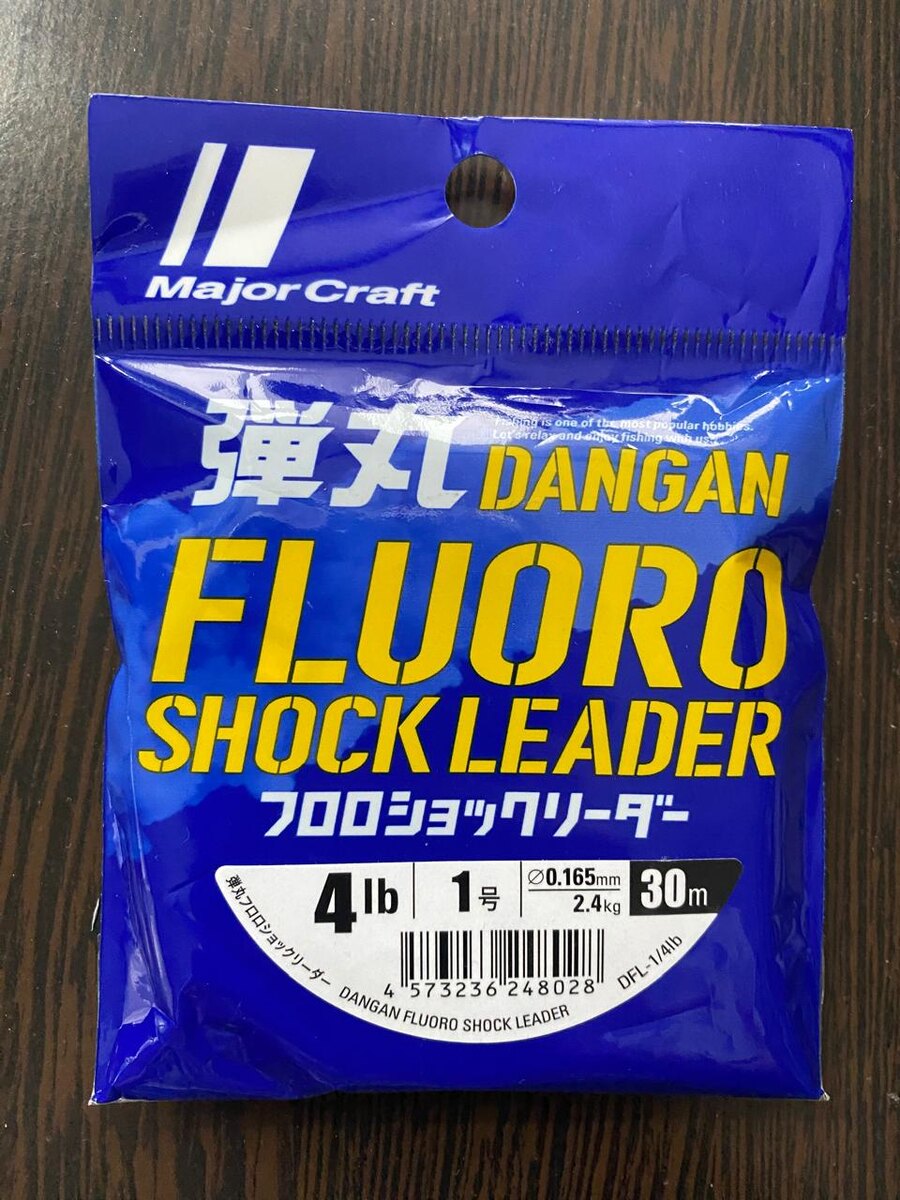 Major Craft
Fishing is one of the most popular hobbies.
Let's relax and enjoy fishing with us.
弾丸 DANGAN
FLUORO
SHOCK LEADER
フロロショックリーダー
4lb 1号 ⌀0.165mm 2.4kg 30m
4 573236 248028
弾丸フロロショックリーダー DANGAN FLUORO SHOCK LEADER DFL-1/4lb